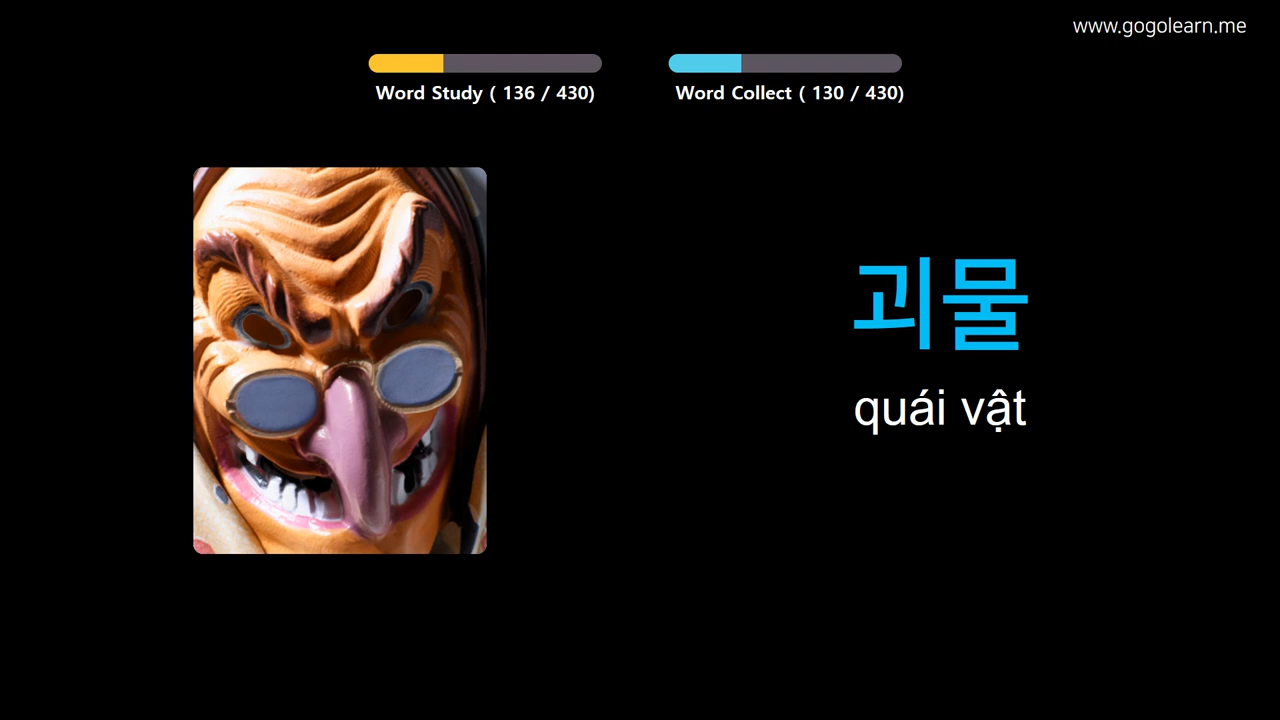 www.gogolearn.me
Word Study ( 136 / 430)
Word Collect ( 130 / 430)
괴물
quái vật